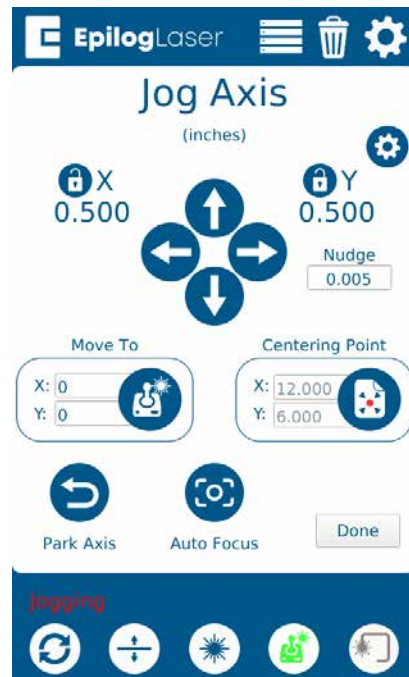 EpilogLaser
Jog Axis
(inches)
X
0.500
Y
0.500
Nudge
0.005
Move To
X: 0
Y: 0
Centering Point
X: 12.000
Y: 6.000
Park Axis
Auto Focus
Done
Jogging